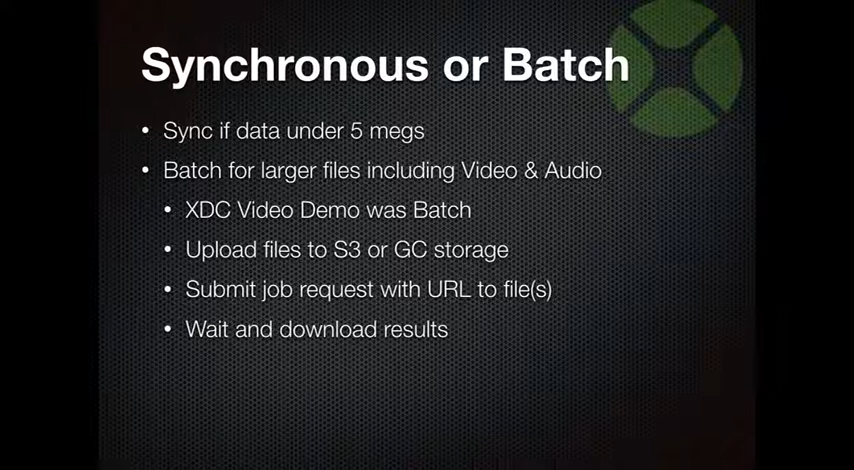 Synchronous or Batch
• Sync if data under 5 megs
• Batch for larger files including Video & Audio
• XDC Video Demo was Batch
• Upload files to S3 or GC storage
• Submit job request with URL to file(s)
• Wait and download results